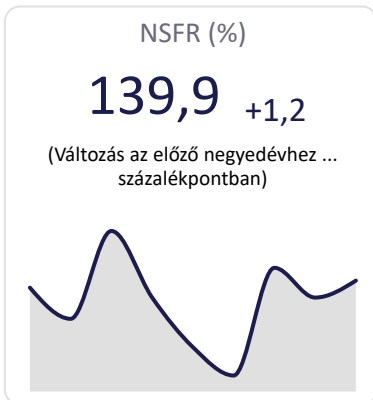 NSFR (%)
139,9 +1,2
(Változás az előző negyedévhez ...
százalékpontban)